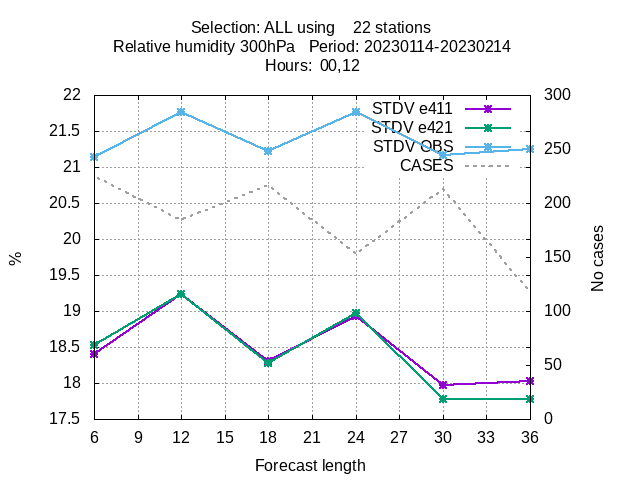 Selection: ALL using    22 stations
Relative humidity 300hPa   Period: 20230114-20230214
Hours:  00,12
22
21.5
21
20.5
20
19.5
19
18.5
18
17.5
300
250
200
150
100
50
0
STDV e411
STDV e421
STDV OBS
CASES
%
No cases
6 9 12 15 18 21 24 27 30 33 36
Forecast length